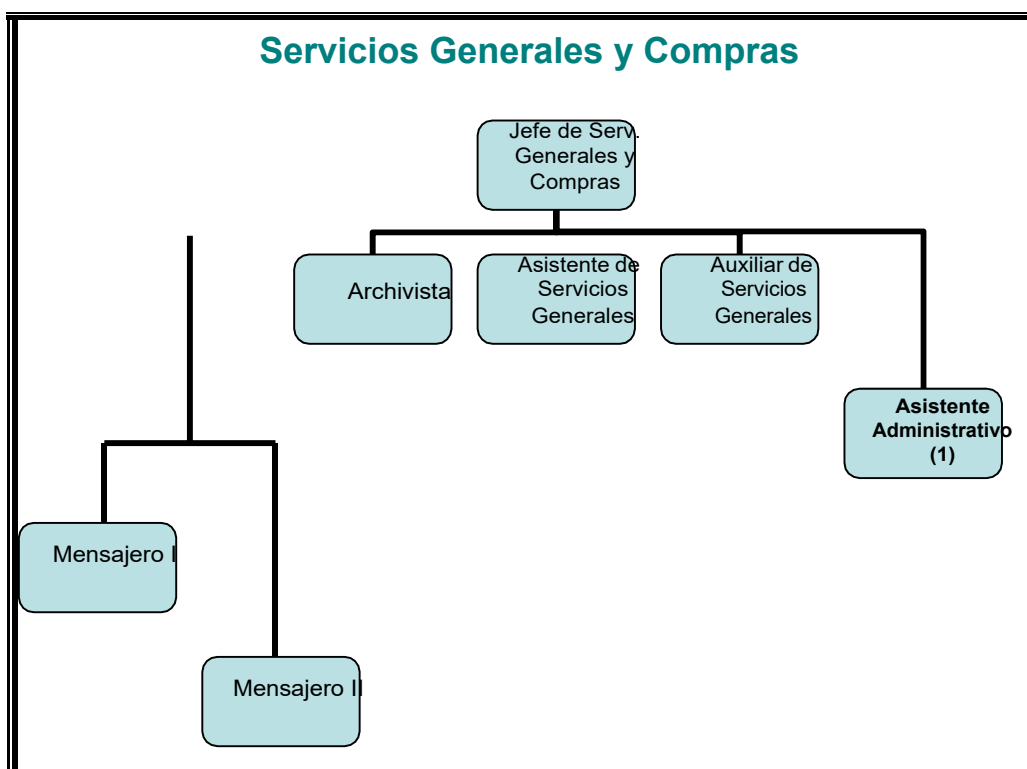 Servicios Generales y Compras
Jefe de Serv.
Generales y
Compras
Archivista
Asistente de
Servicios
Generales
Auxiliar de
Servicios
Generales
Asistente
Administrativo
(1)
Mensajero I
Mensajero II